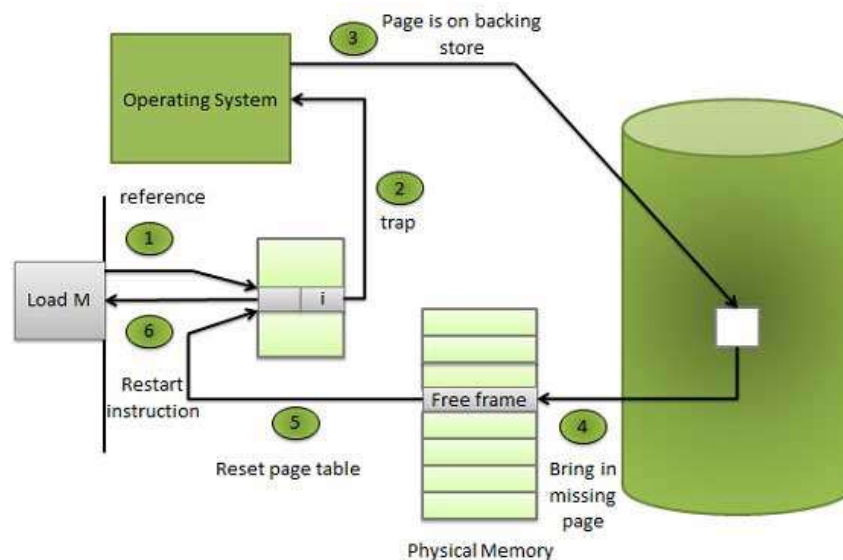 Page is on backing
store
3
Operating System
2
trap
reference
1
Load M
i
6
Restart
instruction
Free frame
5
Reset page table
4
Bring in
missing
page
Physical Memory